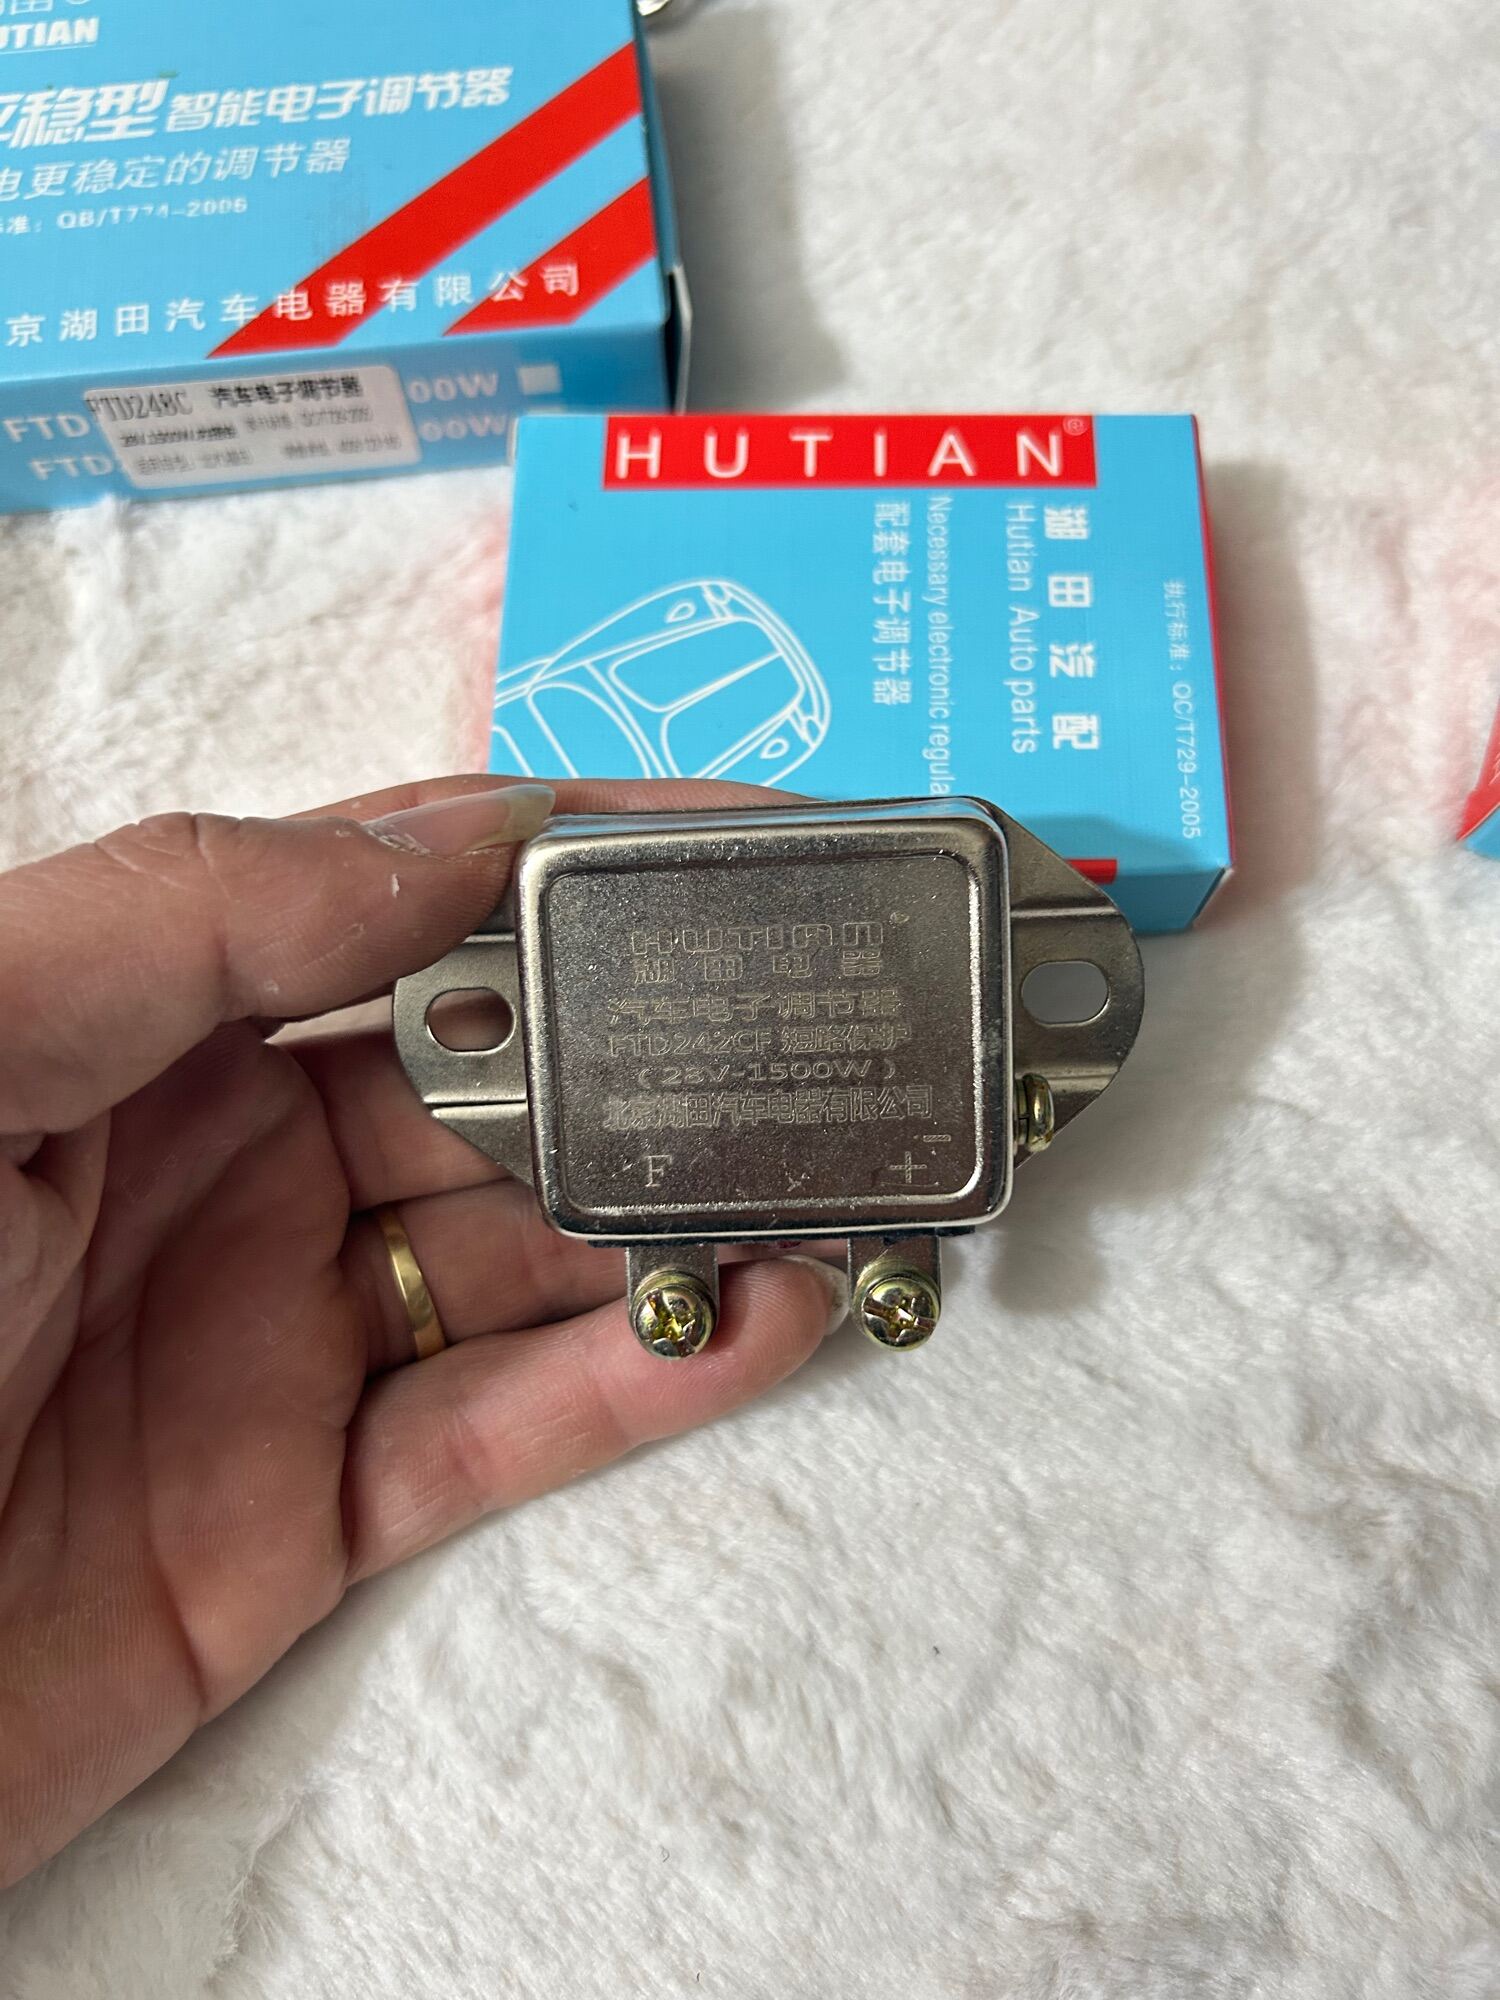 UTIAN
稳型 智能电子调节器
电更稳定的调节器
准：QB/T774-2006
京湖田汽车电器有限公司
FTD248C 汽车电子调节器
00W
FTD
00W
FTD
HUTIAN®
湖田汽配
Hutian Auto parts
Necessary electronic regula
配套电子调节器
执行标准：QC/T729-2005
HUTIAN
湖田电器
汽车电子调节器
FTD242CF 短路保护
(28V-1500W)
北京湖田汽车电器有限公司
F + -